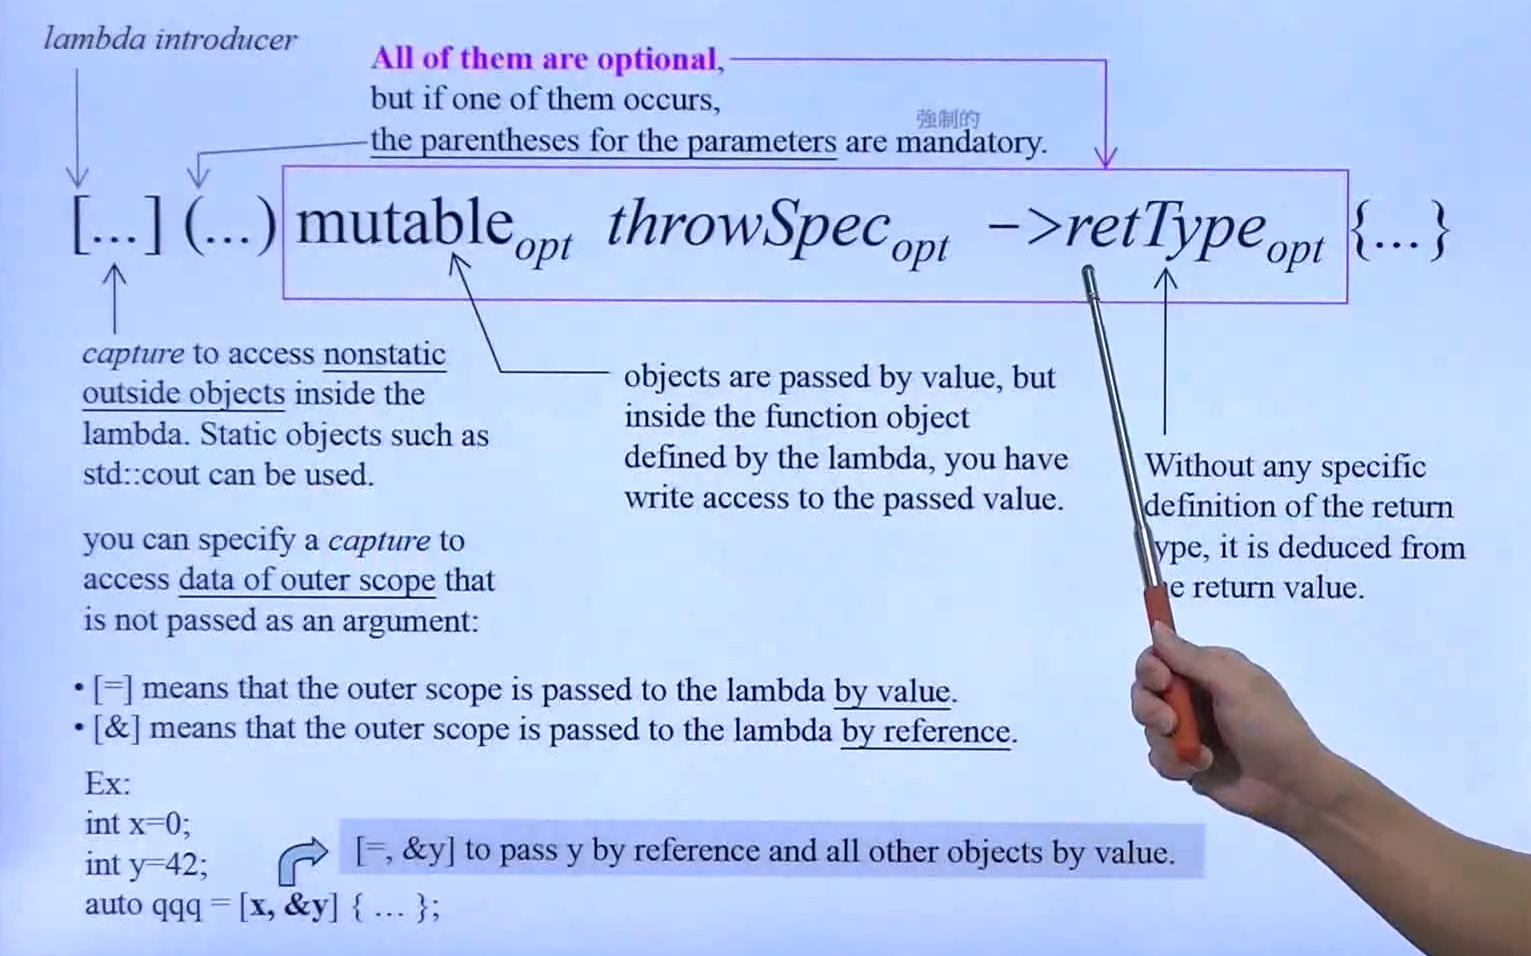 lambda introducer
All of them are optional,
but if one of them occurs,
強制的
the parentheses for the parameters are mandatory.
[...] (...) mutable opt throwSpec opt ->retType opt {...}
capture to access nonstatic
outside objects inside the
lambda. Static objects such as
std::cout can be used.
objects are passed by value, but
inside the function object
defined by the lambda, you have
write access to the passed value.
Without any specific
definition of the return
ype, it is deduced from
e return value.
you can specify a capture to
access data of outer scope that
is not passed as an argument:
• [=] means that the outer scope is passed to the lambda by value.
• [&] means that the outer scope is passed to the lambda by reference.
Ex:
int x=0;
int y=42;
[=, &y] to pass y by reference and all other objects by value.
auto qqq = [x, &y] { ... };